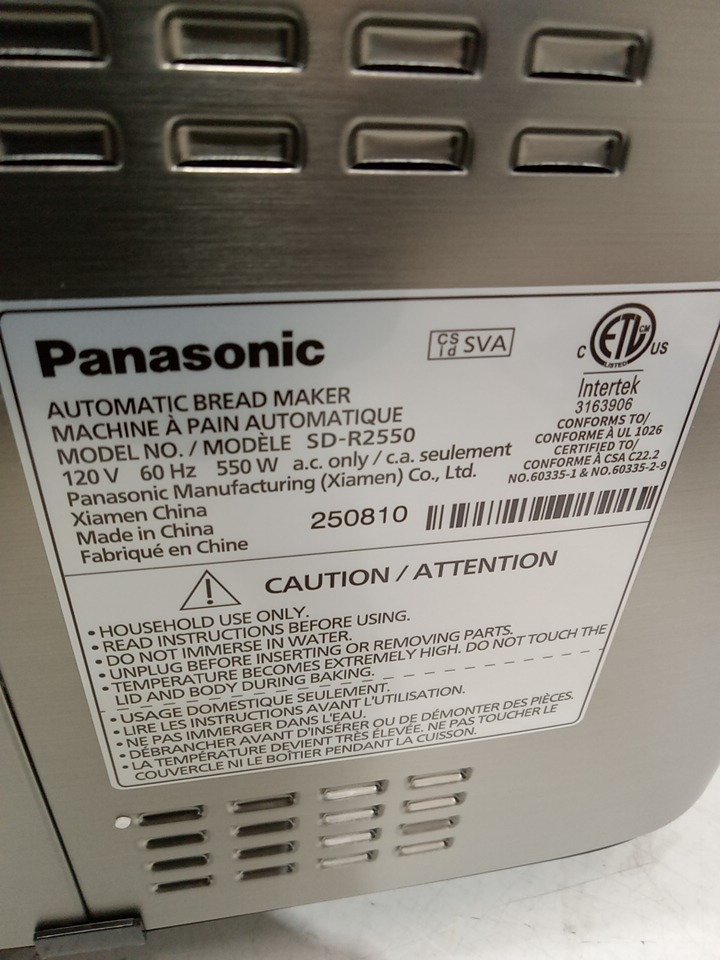 Panasonic
CS
id SVA
C ETL CM US
LISTED
Intertek
3163906
CONFORMS TO/
CONFORME À UL 1026
CERTIFIED TO/
CONFORME À CSA C22.2
NO.60335-1 & NO.60335-2-9
AUTOMATIC BREAD MAKER
MACHINE À PAIN AUTOMATIQUE
MODEL NO. / MODÈLE SD-R2550
120 V 60 Hz 550 W a.c. only / c.a. seulement
Panasonic Manufacturing (Xiamen) Co., Ltd.
Xiamen China
Made in China
Fabriqué en Chine
250810
CAUTION / ATTENTION
• HOUSEHOLD USE ONLY.
• READ INSTRUCTIONS BEFORE USING.
• DO NOT IMMERSE IN WATER.
• UNPLUG BEFORE INSERTING OR REMOVING PARTS.
• TEMPERATURE BECOMES EXTREMELY HIGH. DO NOT TOUCH THE
LID AND BODY DURING BAKING.
• USAGE DOMESTIQUE SEULEMENT.
• LIRE LES INSTRUCTIONS AVANT L'UTILISATION.
• NE PAS IMMERGER DANS L'EAU.
• DÉBRANCHER AVANT D'INSÉRER OU DE DÉMONTER DES PIÈCES.
• LA TEMPÉRATURE DEVIENT TRÈS ÉLEVÉE. NE PAS TOUCHER LE
COUVERCLE NI LE BOÎTIER PENDANT LA CUISSON.